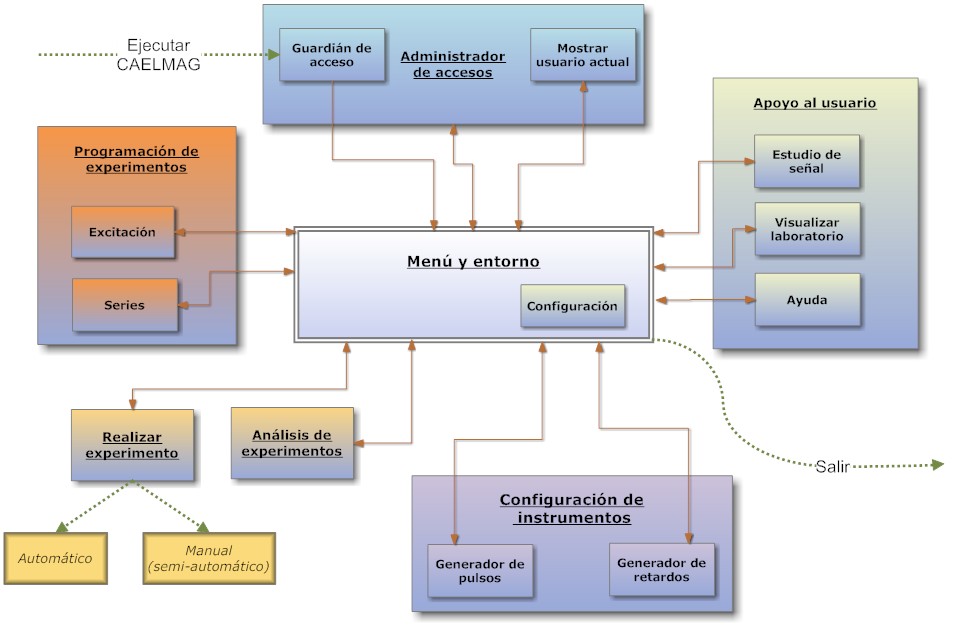 Ejecutar
CAELMAG
Guardián de
acceso
Administrador
de accesos
Mostrar
usuario actual
Apoyo al usuario
Estudio de
señal
Visualizar
laboratorio
Ayuda
Programación de
experimentos
Excitación
Series
Menú y entorno
Configuración
Realizar
experimento
Análisis de
experimentos
Salir
Automático
Manual
(semi-automático)
Configuración de
instrumentos
Generador de
pulsos
Generador de
retardos